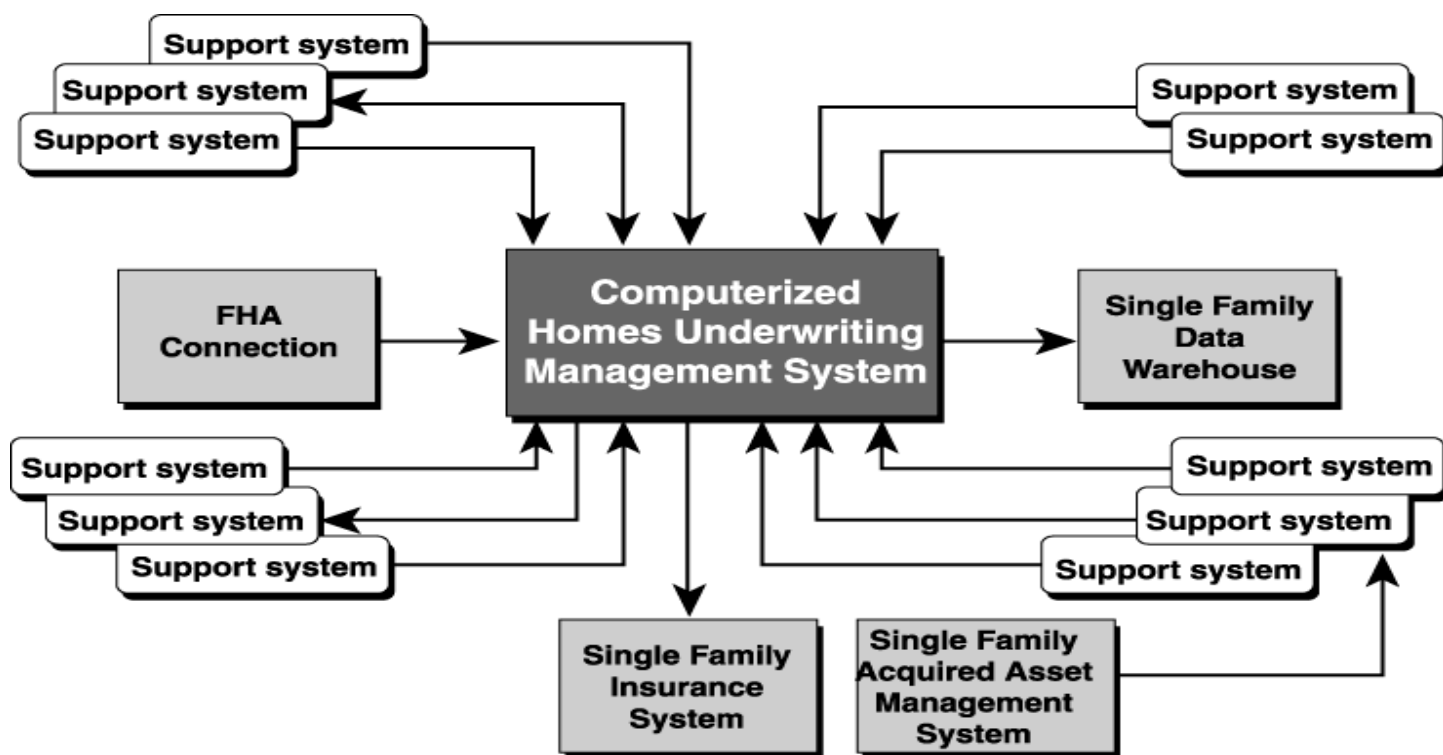 Support system
Support system
Support system
Support system
Support system
FHA
Connection
Computerized
Homes Underwriting
Management System
Single Family
Data
Warehouse
Support system
Support system
Support system
Support system
Support system
Support system
Single Family
Insurance
System
Single Family
Acquired Asset
Management
System